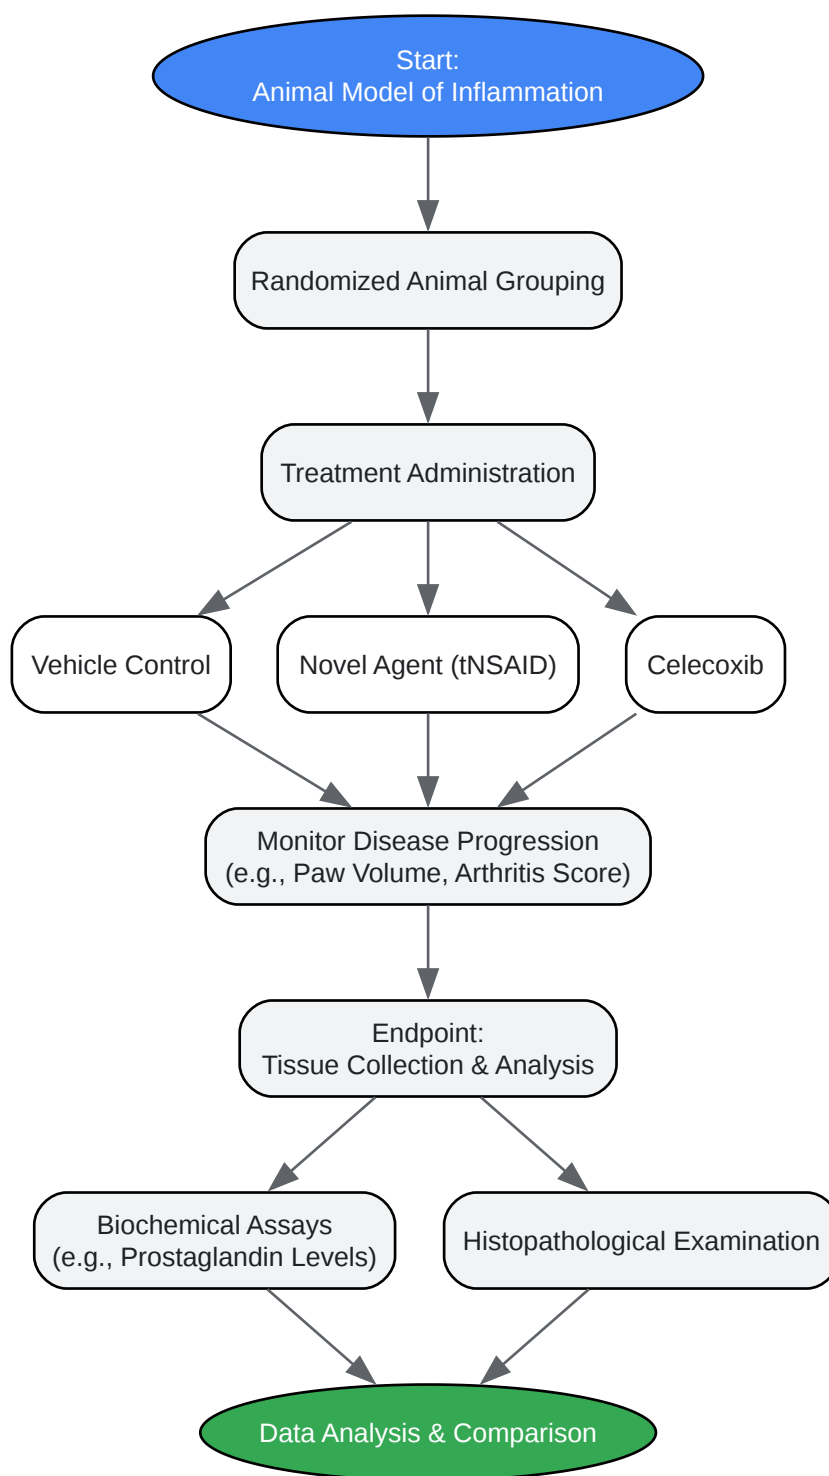 Start:
Animal Model of Inflammation
Randomized Animal Grouping
Treatment Administration
Vehicle Control
Novel Agent (tNSAID)
Celecoxib
Monitor Disease Progression
(e.g., Paw Volume, Arthritis Score)
Endpoint:
Tissue Collection & Analysis
Biochemical Assays
(e.g., Prostaglandin Levels)
Histopathological Examination
Data Analysis & Comparison